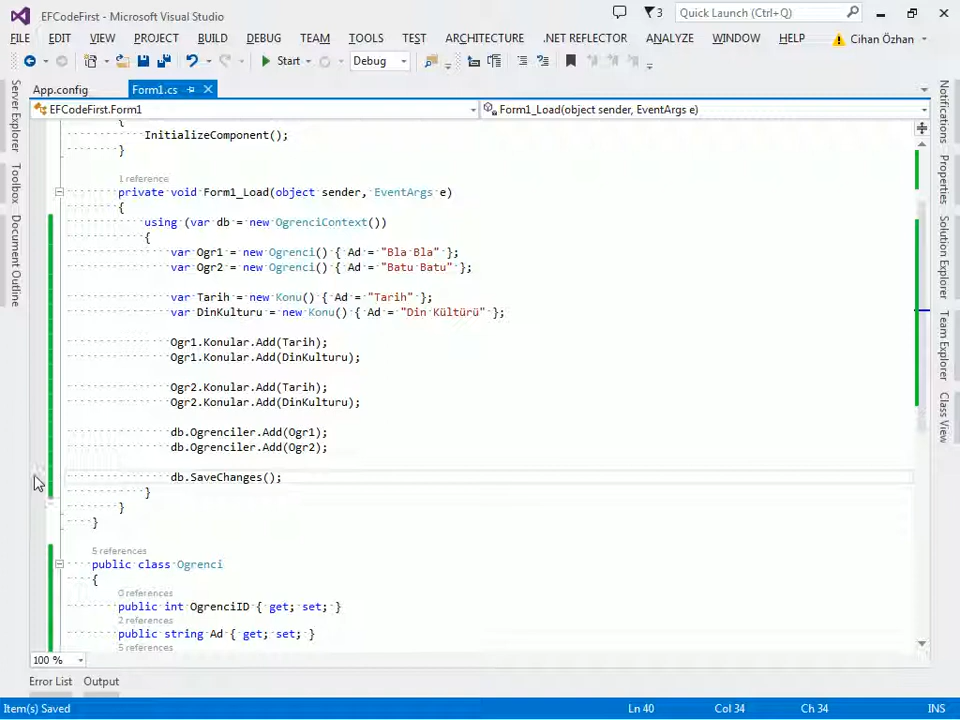 EFCodeFirst - Microsoft Visual Studio
3
Quick Launch (Ctrl+Q)
FILE EDIT VIEW PROJECT BUILD DEBUG TEAM TOOLS TEST ARCHITECTURE .NET REFLECTOR ANALYZE WINDOW HELP Cihan Özhan
Start Debug
App.config Form1.cs
EFCodeFirst.Form1 Form1_Load(object sender, EventArgs e)
{
InitializeComponent();
}
1 reference
private void Form1_Load(object sender, EventArgs e)
{
using (var db = new OgrenciContext())
{
var Ogr1 = new Ogrenci() { Ad = "Bla Bla" };
var Ogr2 = new Ogrenci() { Ad = "Batu Batu" };
var Tarih = new Konu() { Ad = "Tarih" };
var DinKulturu = new Konu() { Ad = "Din Kültürü" };
Ogr1.Konular.Add(Tarih);
Ogr1.Konular.Add(DinKulturu);
Ogr2.Konular.Add(Tarih);
Ogr2.Konular.Add(DinKulturu);
db.Ogrenciler.Add(Ogr1);
db.Ogrenciler.Add(Ogr2);
db.SaveChanges();
}
}
}
5 references
public class Ogrenci
{
0 references
public int OgrenciID { get; set; }
2 references
public string Ad { get; set; }
5 references
100 %
Error List Output
Item(s) Saved Ln 40 Col 34 Ch 34 INS
Server Explorer
Toolbox
Document Outline
Notifications
Properties
Solution Explorer
Team Explorer
Class View